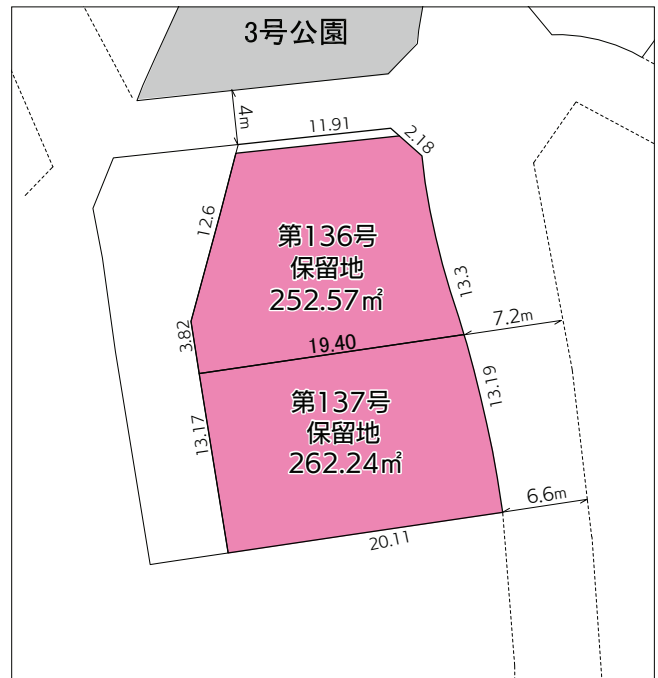 3号公園
4m
11.91
2.18
12.6
第136号
保留地
252.57㎡
13.3
7.2m
3.82
19.40
13.19
第137号
保留地
262.24㎡
13.17
6.6m
20.11